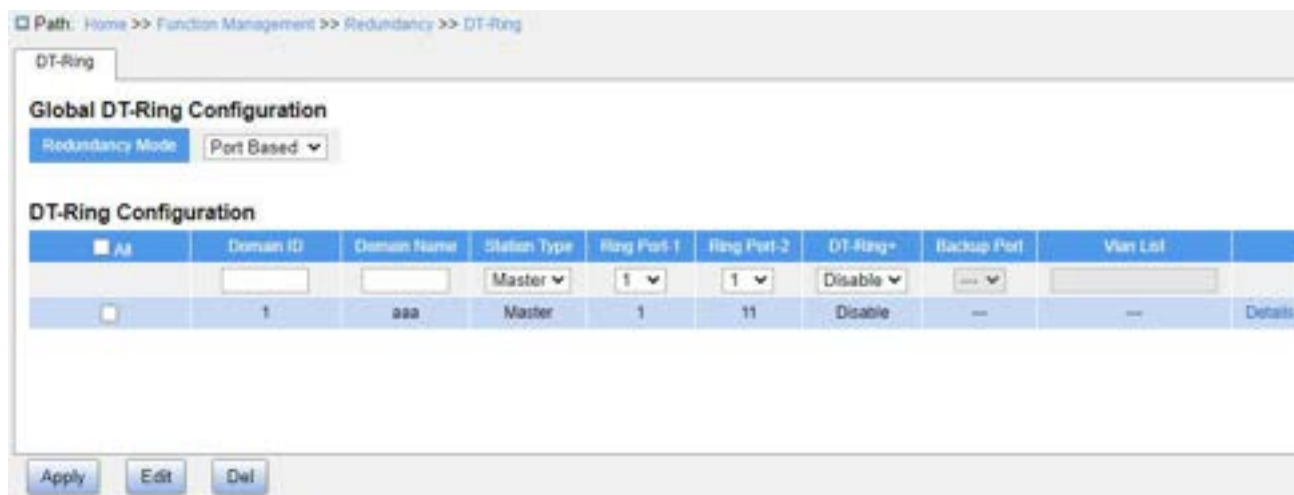 Path: Home >> Function Management >> Redundancy >> DT-Ring
DT-Ring
Global DT-Ring Configuration
Redundancy Mode Port Based
DT-Ring Configuration
All Domain ID Domain Name Station Type Ring Port-1 Ring Port-2 DT-Ring+ Backup Port Vlan List
Master 1 1 Disable ---
1 aaa Master 1 11 Disable --- --- Details
Apply Edit Del